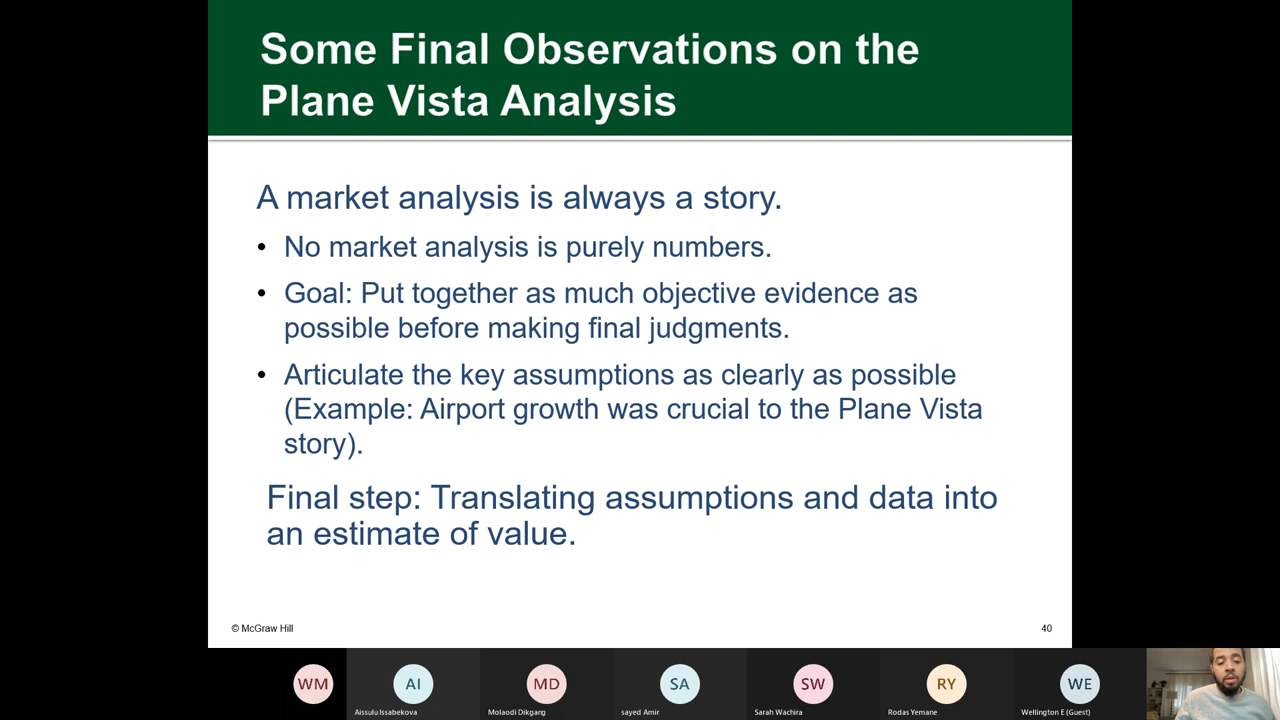 Some Final Observations on the
Plane Vista Analysis
A market analysis is always a story.
• No market analysis is purely numbers.
• Goal: Put together as much objective evidence as
possible before making final judgments.
• Articulate the key assumptions as clearly as possible
(Example: Airport growth was crucial to the Plane Vista
story).
Final step: Translating assumptions and data into
an estimate of value.
© McGraw Hill
40
WM
AI
MD
SA
SW
RY
WE
Aissulu Issabekova
Molaodi Dikgang
sayed Amir
Sarah Wachira
Rodas Yemane
Wellington E (Guest)